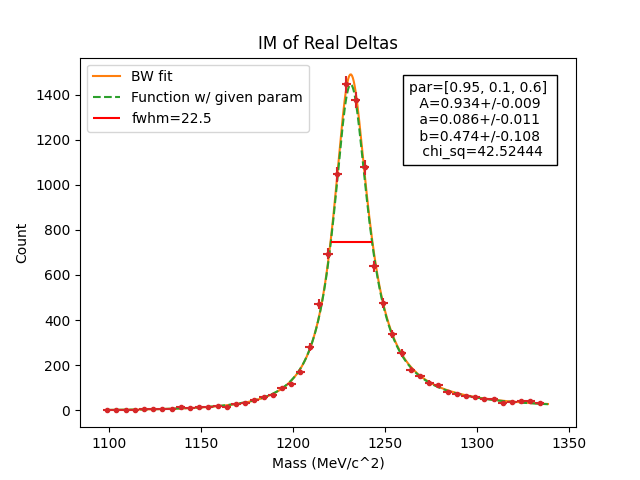 IM of Real Deltas
BW fit
Function w/ given param
fwhm=22.5
par=[0.95, 0.1, 0.6]
A=0.934+/-0.009
a=0.086+/-0.011
b=0.474+/-0.108
chi_sq=42.52444
Count
1400
1200
1000
800
600
400
200
0
1100 1150 1200 1250 1300 1350
Mass (MeV/c^2)